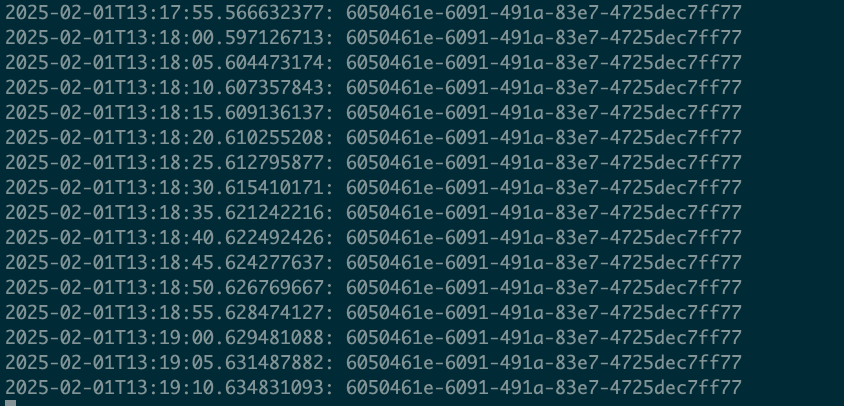 2025-02-01T13:17:55.566632377: 6050461e-6091-491a-83e7-4725dec7ff77
2025-02-01T13:18:00.597126713: 6050461e-6091-491a-83e7-4725dec7ff77
2025-02-01T13:18:05.604473174: 6050461e-6091-491a-83e7-4725dec7ff77
2025-02-01T13:18:10.607357843: 6050461e-6091-491a-83e7-4725dec7ff77
2025-02-01T13:18:15.609136137: 6050461e-6091-491a-83e7-4725dec7ff77
2025-02-01T13:18:20.610255208: 6050461e-6091-491a-83e7-4725dec7ff77
2025-02-01T13:18:25.612795877: 6050461e-6091-491a-83e7-4725dec7ff77
2025-02-01T13:18:30.615410171: 6050461e-6091-491a-83e7-4725dec7ff77
2025-02-01T13:18:35.621242216: 6050461e-6091-491a-83e7-4725dec7ff77
2025-02-01T13:18:40.622492426: 6050461e-6091-491a-83e7-4725dec7ff77
2025-02-01T13:18:45.624277637: 6050461e-6091-491a-83e7-4725dec7ff77
2025-02-01T13:18:50.626769667: 6050461e-6091-491a-83e7-4725dec7ff77
2025-02-01T13:18:55.628474127: 6050461e-6091-491a-83e7-4725dec7ff77
2025-02-01T13:19:00.629481088: 6050461e-6091-491a-83e7-4725dec7ff77
2025-02-01T13:19:05.631487882: 6050461e-6091-491a-83e7-4725dec7ff77
2025-02-01T13:19:10.634831093: 6050461e-6091-491a-83e7-4725dec7ff77